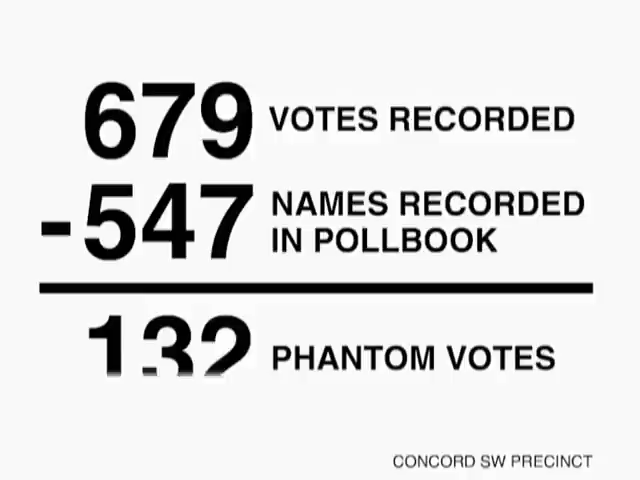 679 VOTES RECORDED
-547 NAMES RECORDED
IN POLLBOOK
132 PHANTOM VOTES
CONCORD SW PRECINCT